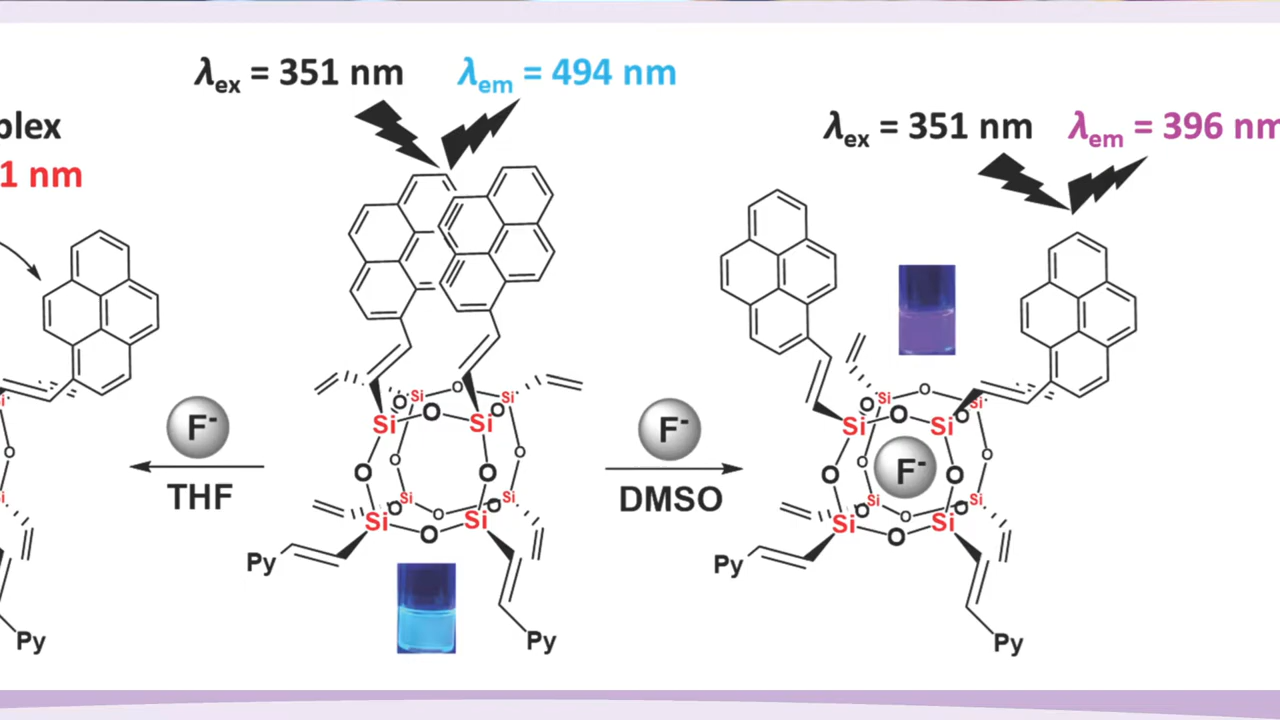 λex = 351 nm
λem = 494 nm
plex
1 nm
λex = 351 nm
λem = 396 nm
F-
THF
F-
DMSO
F-
Si
Si
Si
Si
Si
Si
Si
Si
O
O
O
O
O
O
O
O
O
O
O
O
Py
Py
Si
Si
Si
Si
Si
Si
Si
Si
O
O
O
O
O
O
O
O
O
O
O
O
Py
Py
O
Py